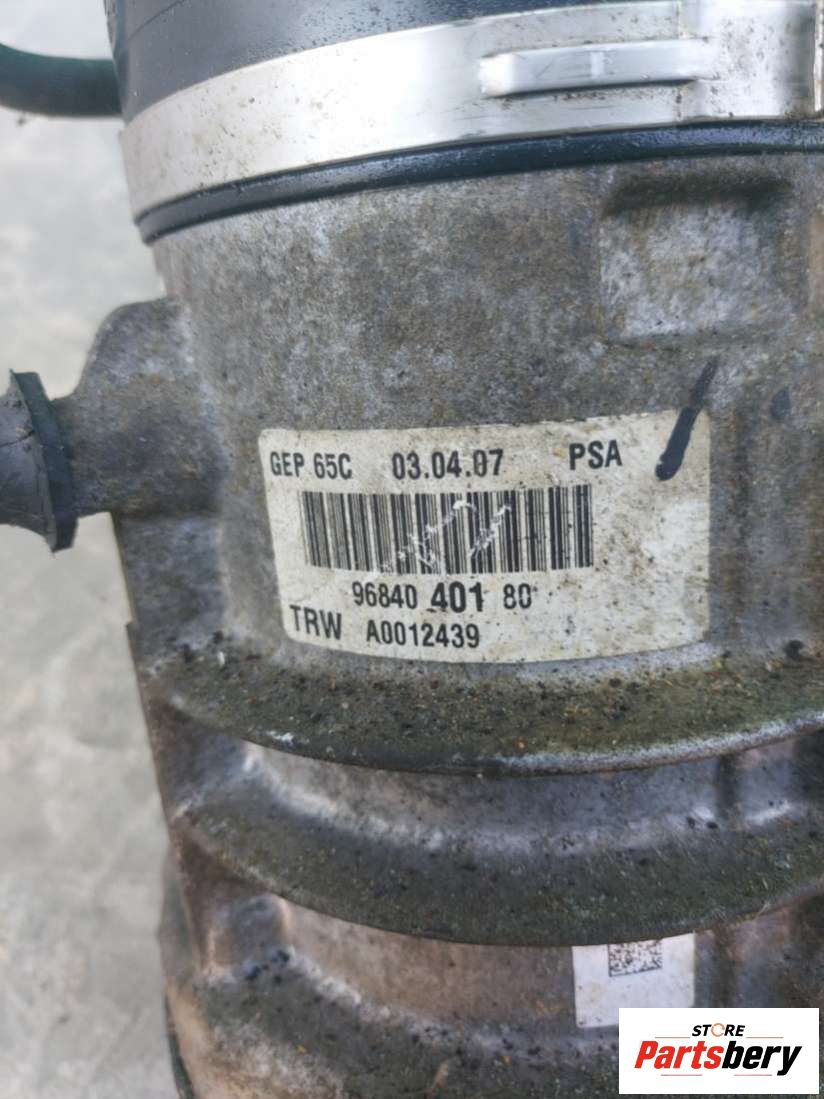 GEP 65C 03.04.07 PSA
96840 401 80
TRW A0012439
STORE
Partsbery